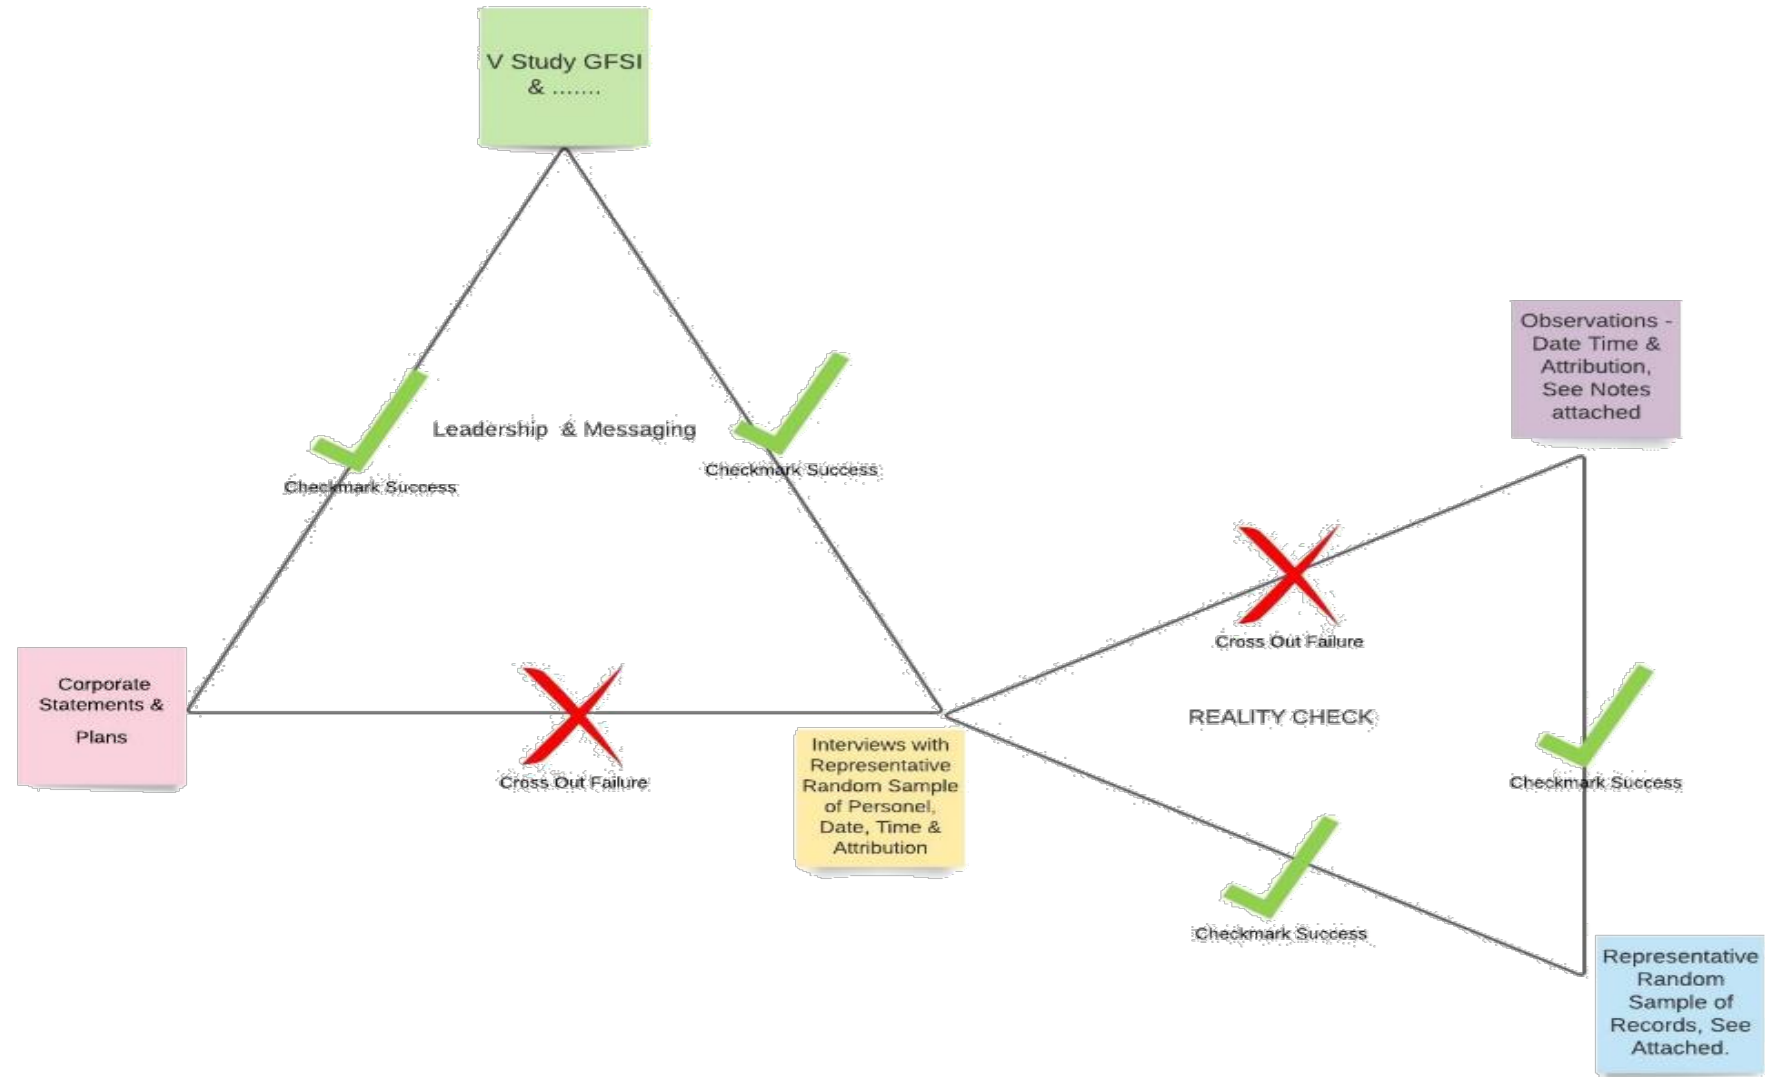 V Study GFSI
& .......
Leadership & Messaging
Checkmark Success
Checkmark Success
Corporate
Statements &
Plans
Cross Out Failure
Interviews with
Representative
Random Sample
of Personel,
Date, Time &
Attribution
Observations -
Date Time &
Attribution,
See Notes
attached
Cross Out Failure
REALITY CHECK
Checkmark Success
Checkmark Success
Representative
Random
Sample of
Records, See
Attached.